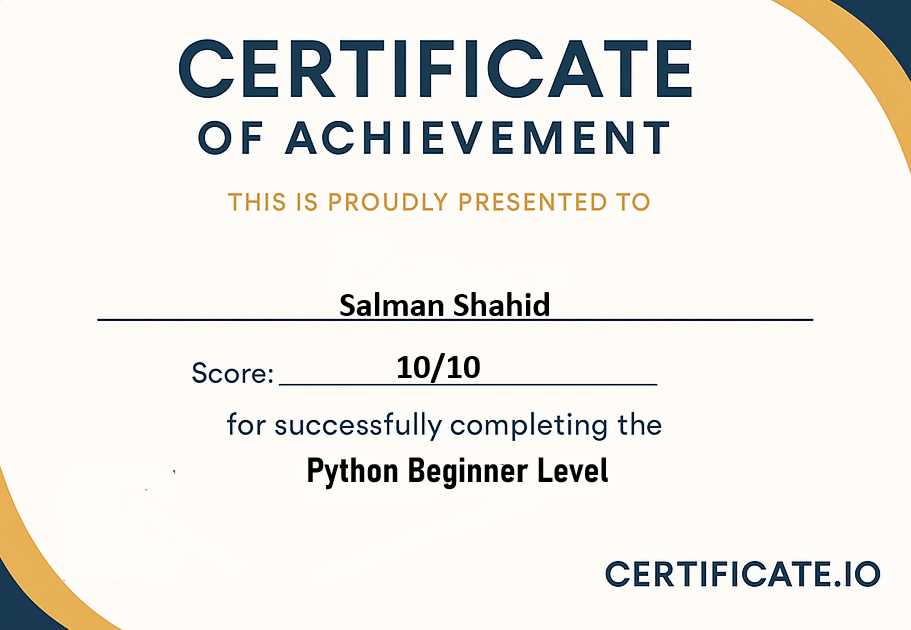 CERTIFICATE
OF ACHIEVEMENT
THIS IS PROUDLY PRESENTED TO
Salman Shahid
Score: 10/10
for successfully completing the
Python Beginner Level
CERTIFICATE.IO